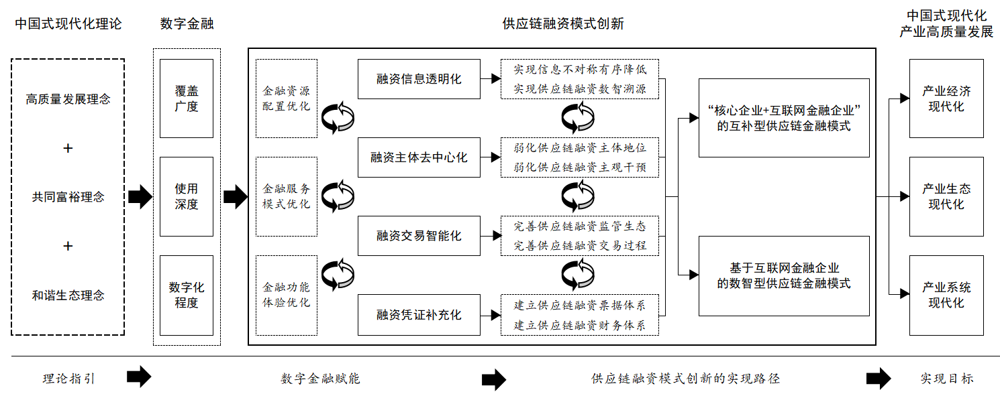 中国式现代化理论
数字金融
供应链融资模式创新
中国式现代化
产业高质量发展
高质量发展理念
+
共同富裕理念
+
和谐生态理念
覆盖
广度
使用
深度
数字化
程度
金融资源
配置优化
金融服务
模式优化
金融功能
体验优化
融资信息透明化
融资主体去中心化
融资交易智能化
融资凭证补充化
实现信息不对称有序降低
实现供应链融资数智溯源
弱化供应链融资主体地位
弱化供应链融资主观干预
完善供应链融资监管生态
完善供应链融资交易过程
建立供应链融资票据体系
建立供应链融资财务体系
“核心企业+互联网金融企业”
的互补型供应链金融模式
基于互联网金融企业
的数智型供应链金融模式
产业经济
现代化
产业生态
现代化
产业系统
现代化
理论指引
数字金融赋能
供应链融资模式创新的实现路径
实现目标